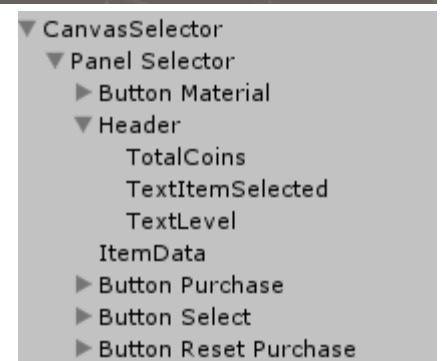 CanvasSelector
Panel Selector
Button Material
Header
TotalCoins
TextItemSelected
TextLevel
ItemData
Button Purchase
Button Select
Button Reset Purchase